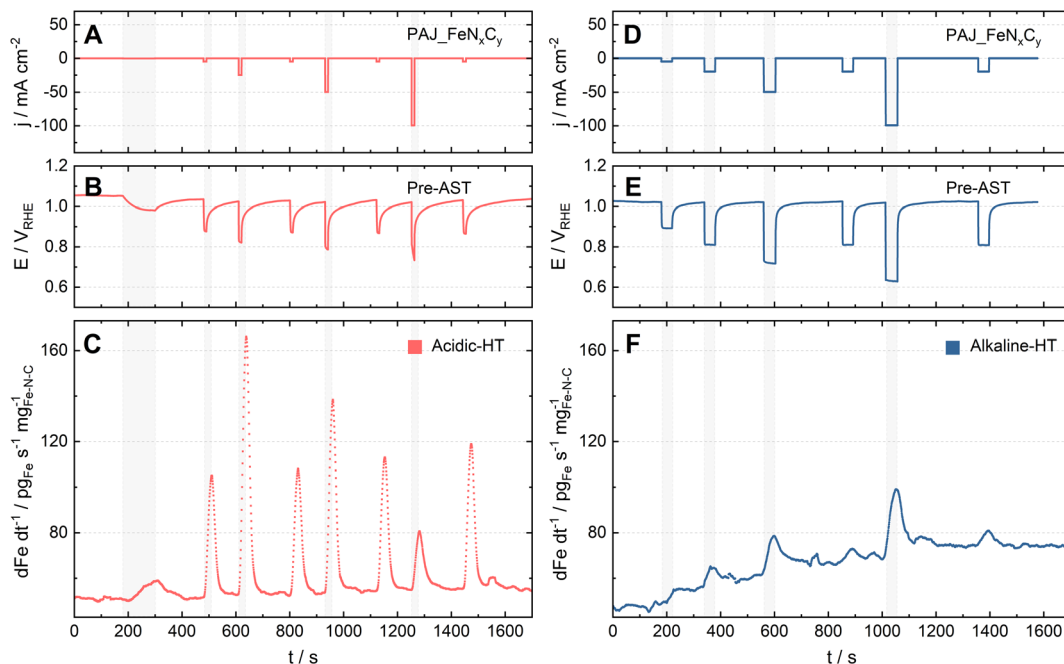 A
PAJ_FeNxCy
j / mA cm-2
50
0
-50
-100
B
Pre-AST
E / VRHE
1.2
1.0
0.8
0.6
C
Acidic-HT
dFe dt-1 / pgFe s-1 mg-1Fe-N-C
160
120
80
0 200 400 600 800 1000 1200 1400 1600
t / s
D
PAJ_FeNxCy
j / mA cm-2
50
0
-50
-100
E
Pre-AST
E / VRHE
1.2
1.0
0.8
0.6
F
Alkaline-HT
dFe dt-1 / pgFe s-1 mg-1Fe-N-C
160
120
80
0 200 400 600 800 1000 1200 1400 1600
t / s